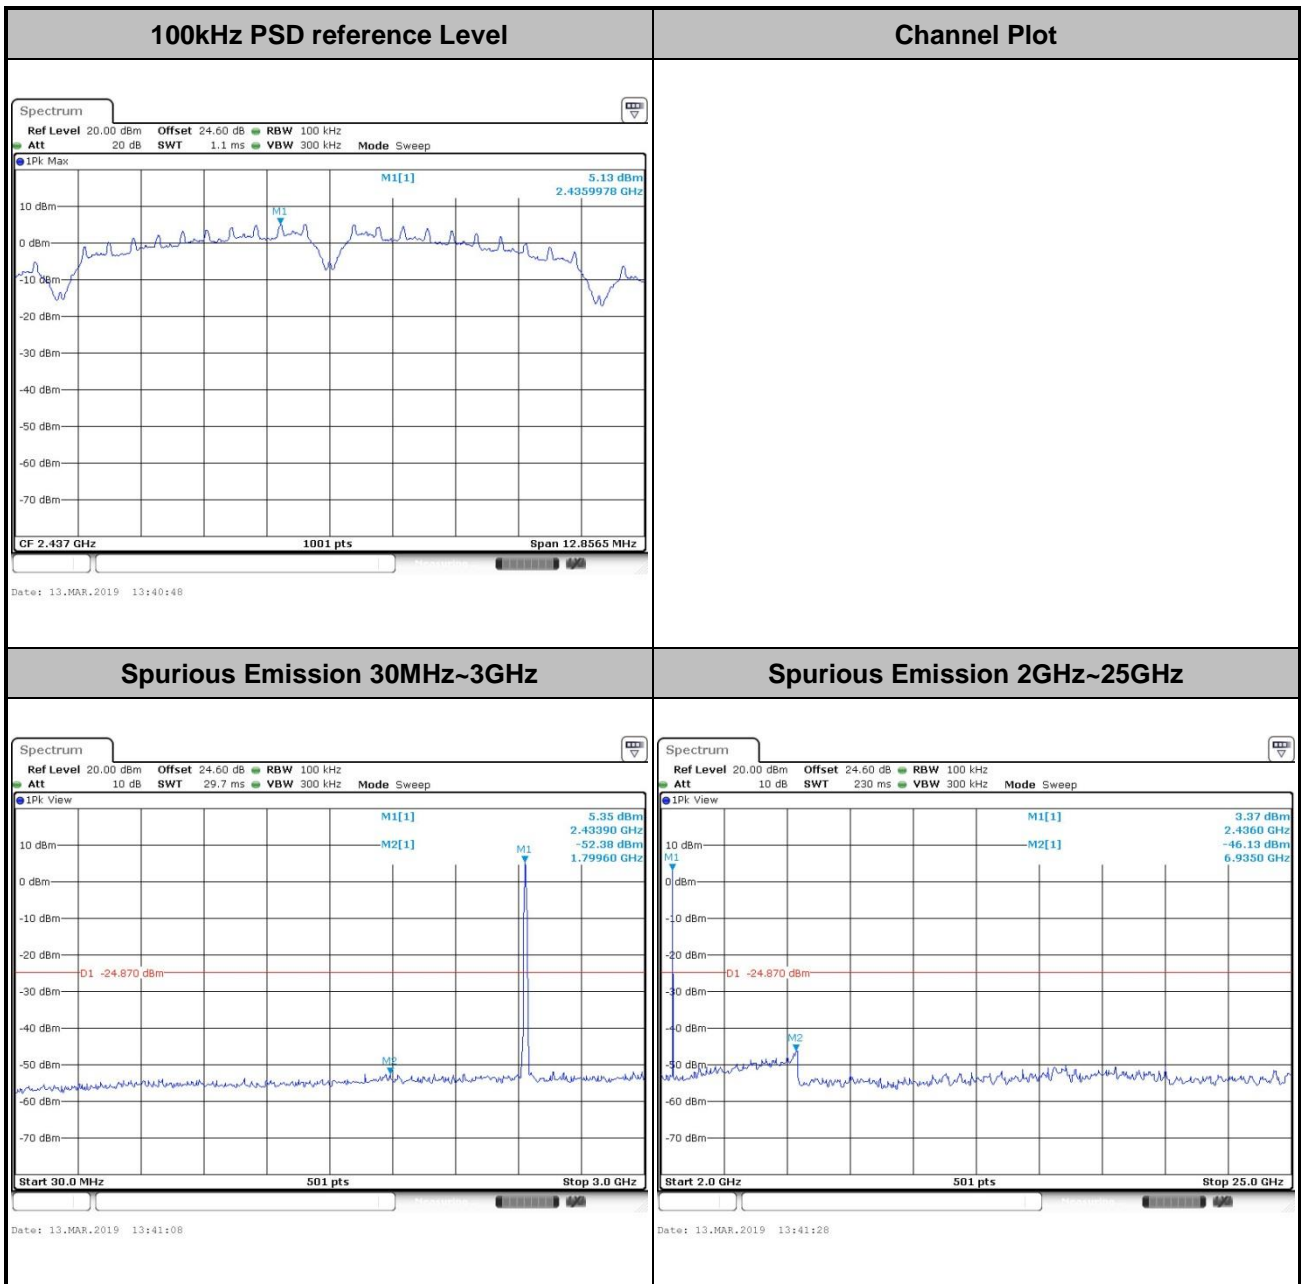 100kHz PSD reference Level
Channel Plot
Spectrum
Ref Level 20.00 dBm Offset 24.60 dB RBW 100 kHz
Att 20 dB SWT 1.1 ms VBW 300 kHz Mode Sweep
1Pk Max
M1[1] 5.13 dBm
2.4359978 GHz
10 dBm
M1
0 dBm
-10 dBm
-20 dBm
-30 dBm
-40 dBm
-50 dBm
-60 dBm
-70 dBm
CF 2.437 GHz 1001 pts Span 12.8565 MHz
Date: 13.MAR.2019 13:40:48
Spurious Emission 30MHz~3GHz
Spurious Emission 2GHz~25GHz
Spectrum
Ref Level 20.00 dBm Offset 24.60 dB RBW 100 kHz
Att 10 dB SWT 29.7 ms VBW 300 kHz Mode Sweep
1Pk View
M1[1] 5.35 dBm
2.43390 GHz
10 dBm M2[1] -52.38 dBm
M1 1.79960 GHz
0 dBm
-10 dBm
-20 dBm
D1 -24.870 dBm
-30 dBm
-40 dBm
-50 dBm
M2
-60 dBm
-70 dBm
Start 30.0 MHz 501 pts Stop 3.0 GHz
Date: 13.MAR.2019 13:41:08
Spectrum
Ref Level 20.00 dBm Offset 24.60 dB RBW 100 kHz
Att 10 dB SWT 230 ms VBW 300 kHz Mode Sweep
1Pk View
M1[1] 3.37 dBm
2.4360 GHz
10 dBm M2[1] -46.13 dBm
M1 6.9350 GHz
0 dBm
-10 dBm
-20 dBm
D1 -24.870 dBm
-30 dBm
-40 dBm
M2
-50 dBm
-60 dBm
-70 dBm
Start 2.0 GHz 501 pts Stop 25.0 GHz
Date: 13.MAR.2019 13:41:28